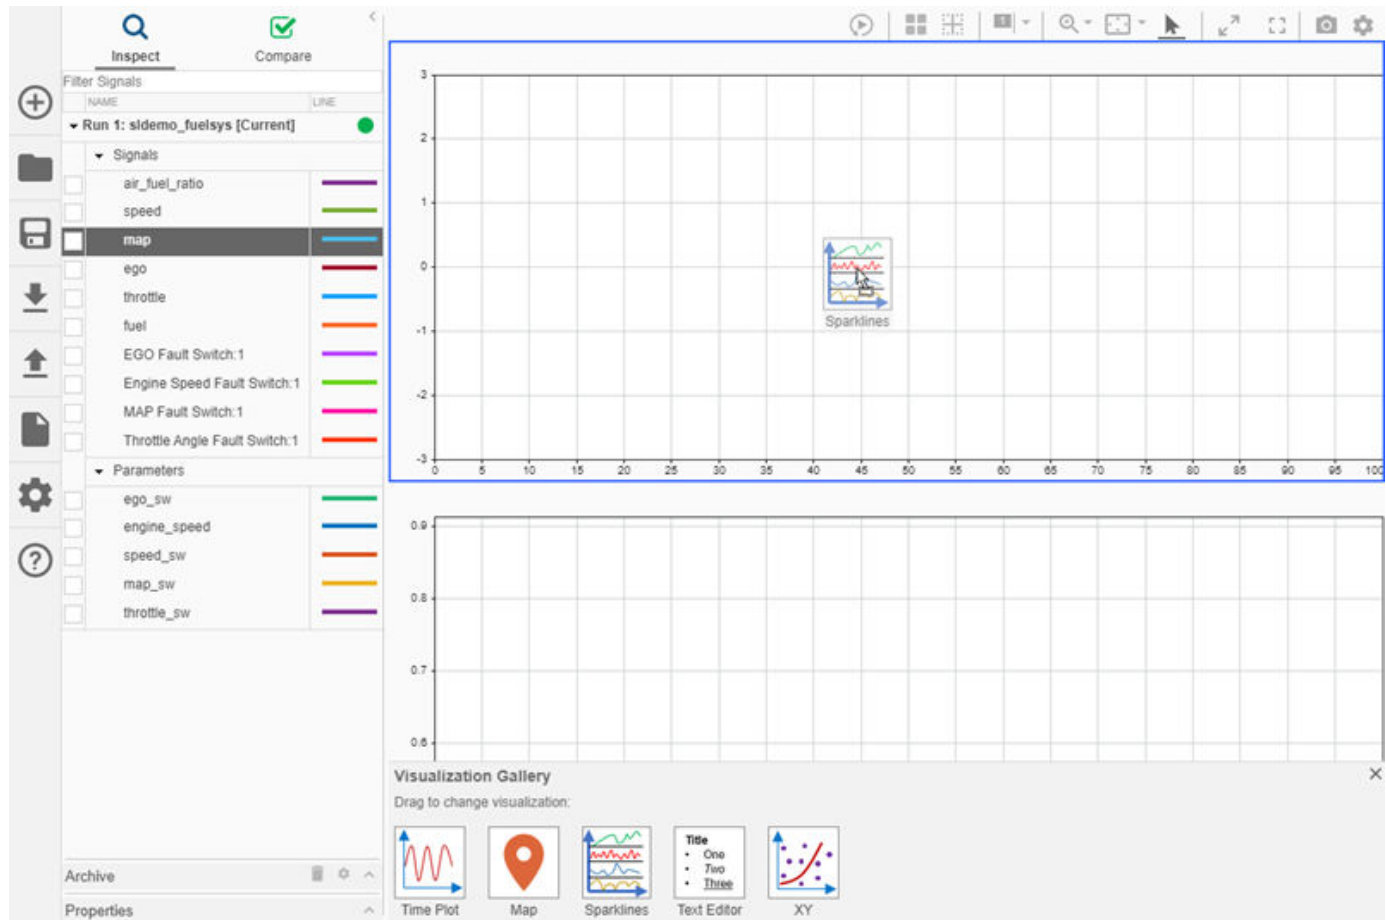 Inspect
Compare
Filter Signals
NAME
LINE
Run 1: sldemo_fuelsys [Current]
Signals
air_fuel_ratio
speed
map
ego
throttle
fuel
EGO Fault Switch:1
Engine Speed Fault Switch:1
MAP Fault Switch:1
Throttle Angle Fault Switch:1
Parameters
ego_sw
engine_speed
speed_sw
map_sw
throttle_sw
Archive
Properties
1
3
2
1
0
-1
-2
-3
0 5 10 15 20 25 30 35 40 45 50 55 60 65 70 75 80 85 90 95 100
Sparklines
0.9
0.8
0.7
0.6
Visualization Gallery
Drag to change visualization:
Title
• One
• Two
• Three
Time Plot
Map
Sparklines
Text Editor
XY